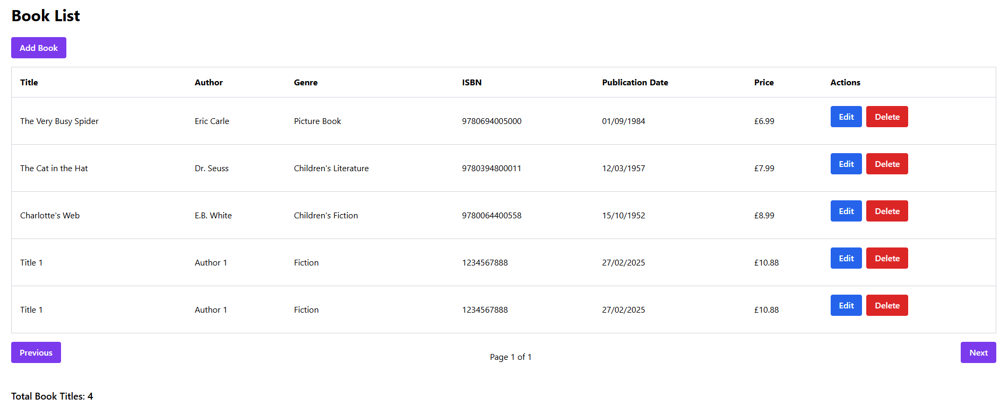 Book List
Add Book
Title Author Genre ISBN Publication Date Price Actions
The Very Busy Spider Eric Carle Picture Book 9780694005000 01/09/1984 £6.99 Edit Delete
The Cat in the Hat Dr. Seuss Children's Literature 9780394800011 12/03/1957 £7.99 Edit Delete
Charlotte's Web E.B. White Children's Fiction 9780064400558 15/10/1952 £8.99 Edit Delete
Title 1 Author 1 Fiction 1234567888 27/02/2025 £10.88 Edit Delete
Title 1 Author 1 Fiction 1234567888 27/02/2025 £10.88 Edit Delete
Previous Page 1 of 1 Next
Total Book Titles: 4